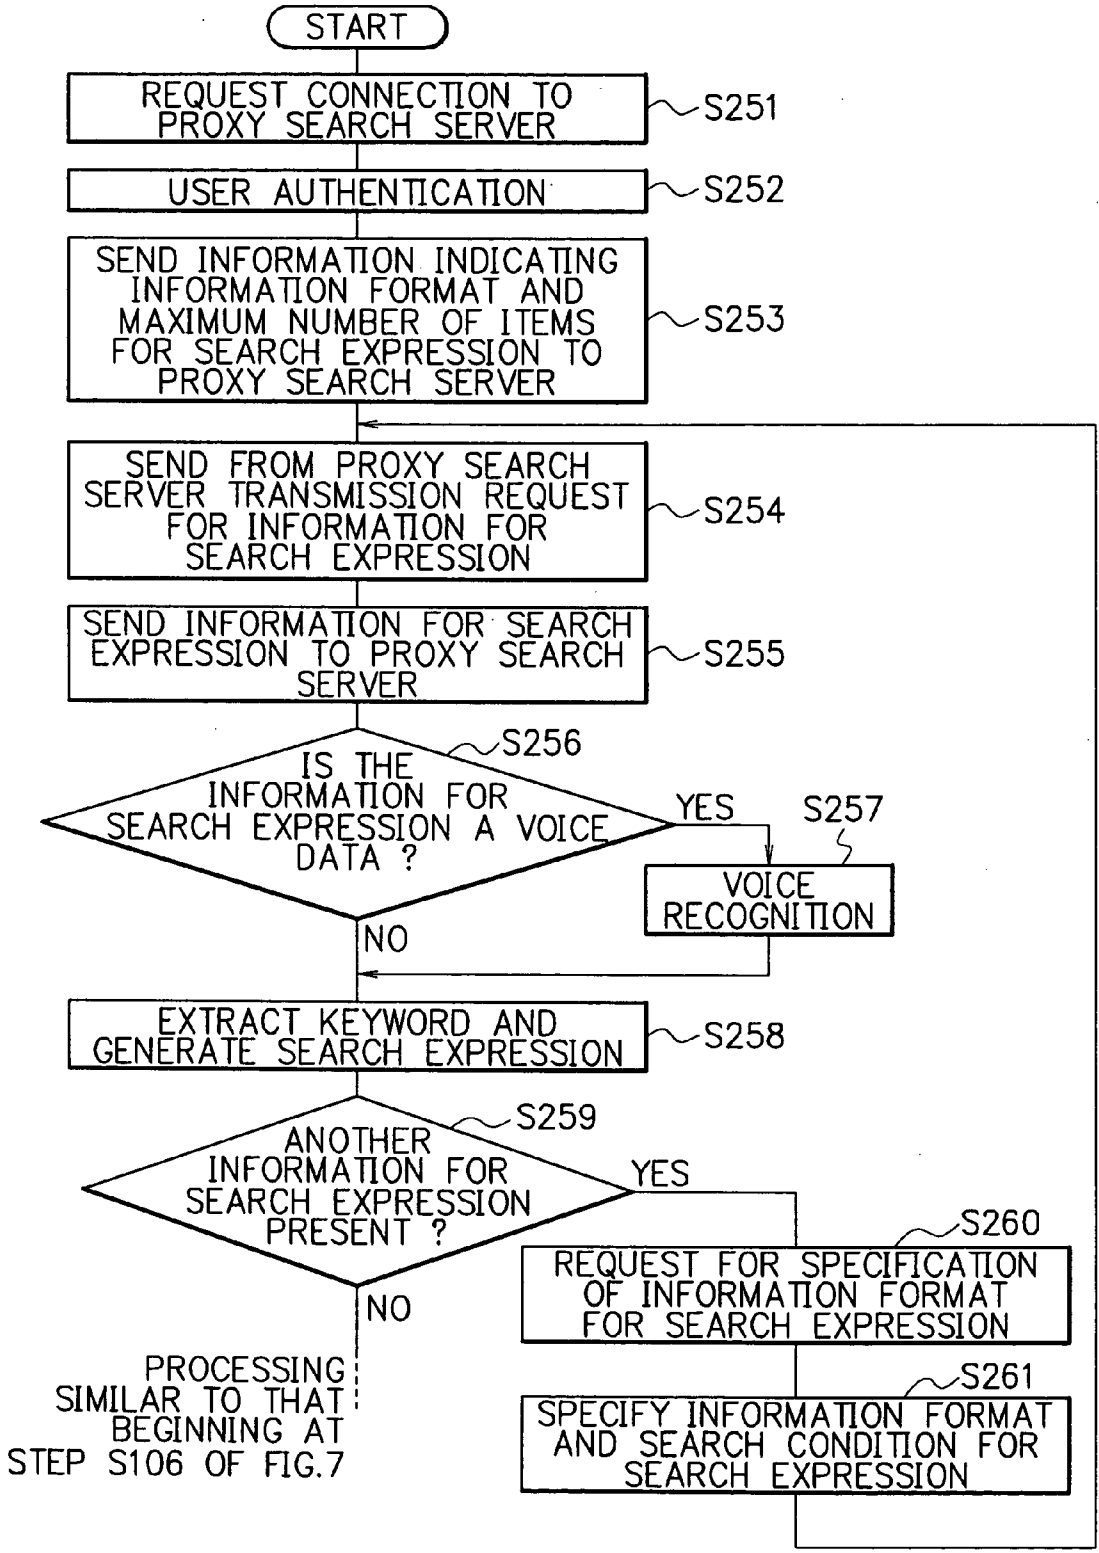 START
REQUEST CONNECTION TO
PROXY SEARCH SERVER
S251
USER AUTHENTICATION
S252
SEND INFORMATION INDICATING
INFORMATION FORMAT AND
MAXIMUM NUMBER OF ITEMS
FOR SEARCH EXPRESSION TO
PROXY SEARCH SERVER
S253
SEND FROM PROXY SEARCH
SERVER TRANSMISSION REQUEST
FOR INFORMATION FOR
SEARCH EXPRESSION
S254
SEND INFORMATION FOR SEARCH
EXPRESSION TO PROXY SEARCH
SERVER
S255
S256
IS THE
INFORMATION FOR
SEARCH EXPRESSION A VOICE
DATA ?
YES
S257
VOICE
RECOGNITION
NO
EXTRACT KEYWORD AND
GENERATE SEARCH EXPRESSION
S258
S259
ANOTHER
INFORMATION FOR
SEARCH EXPRESSION
PRESENT ?
YES
S260
REQUEST FOR SPECIFICATION
OF INFORMATION FORMAT
FOR SEARCH EXPRESSION
NO
S261
SPECIFY INFORMATION FORMAT
AND SEARCH CONDITION FOR
SEARCH EXPRESSION
PROCESSING
SIMILAR TO THAT
BEGINNING AT
STEP S106 OF FIG.7